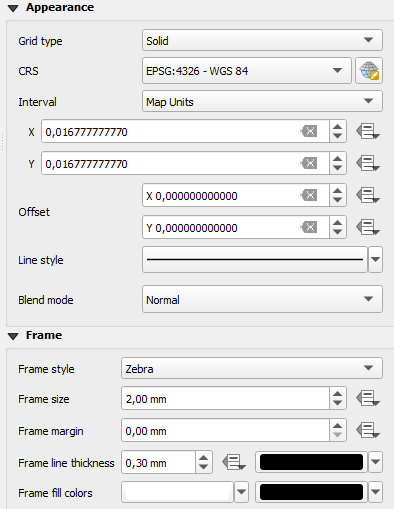 Appearance
Grid type Solid
CRS EPSG:4326 - WGS 84
Interval Map Units
X 0,016777777770
Y 0,016777777770
Offset
X 0,000000000000
Y 0,000000000000
Line style
Blend mode Normal
Frame
Frame style Zebra
Frame size 2,00 mm
Frame margin 0,00 mm
Frame line thickness 0,30 mm
Frame fill colors